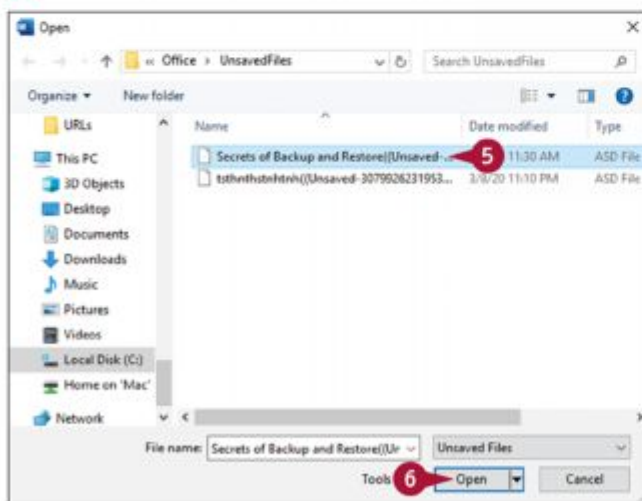 Open
« Office › UnsavedFiles
Search UnsavedFiles
Organize
New folder
Name
Date modified
Type
Secrets of Backup and Restore((Unsaved-...
5
11:30 AM
ASD File
tsthnthstnhtnh((Unsaved-3079926231953...
3/8/20 11:10 PM
ASD File
URLs
This PC
3D Objects
Desktop
Documents
Downloads
Music
Pictures
Videos
Local Disk (C:)
Home on 'Mac'
Network
File name:
Secrets of Backup and Restore((Ur
Unsaved Files
Tools
6
Open
Cancel